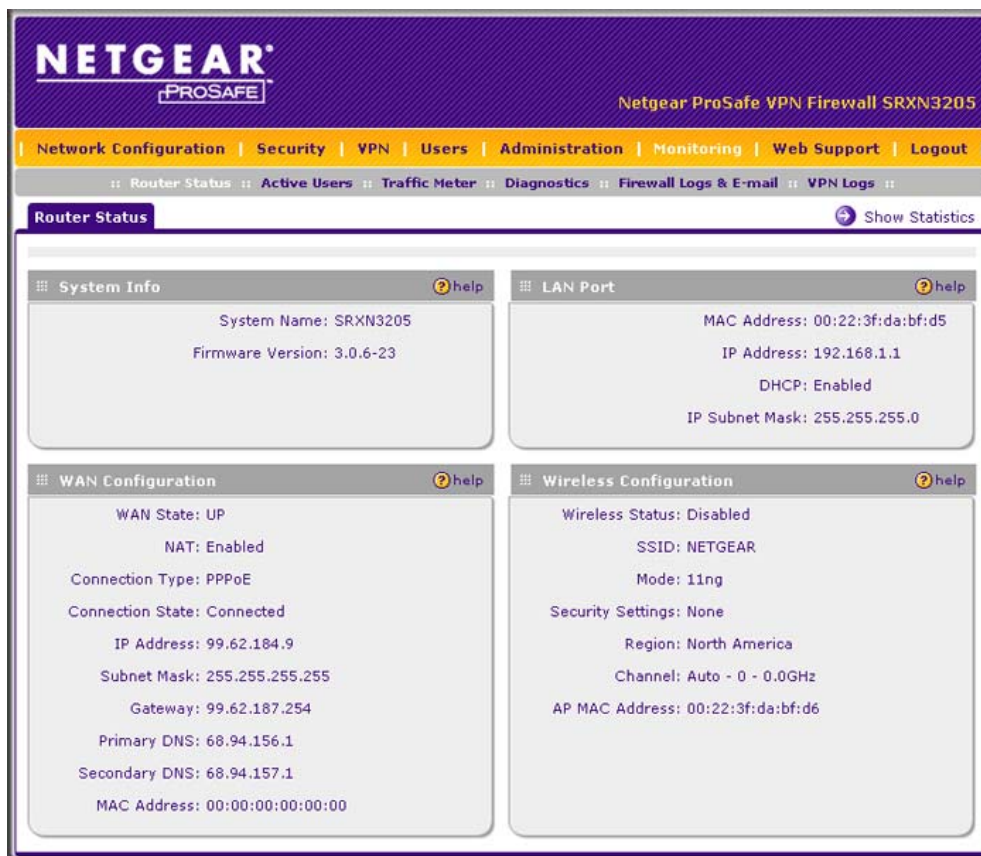 NETGEAR
PROSAFE
Netgear ProSafe VPN Firewall SRXN3205
| Network Configuration | Security | VPN | Users | Administration | Monitoring | Web Support | Logout
:: Router Status :: Active Users :: Traffic Meter :: Diagnostics :: Firewall Logs & E-mail :: VPN Logs ::
Router Status
Show Statistics
System Info
?help
System Name: SRXN3205
Firmware Version: 3.0.6-23
LAN Port
?help
MAC Address: 00:22:3f:da:bf:d5
IP Address: 192.168.1.1
DHCP: Enabled
IP Subnet Mask: 255.255.255.0
WAN Configuration
?help
WAN State: UP
NAT: Enabled
Connection Type: PPPoE
Connection State: Connected
IP Address: 99.62.184.9
Subnet Mask: 255.255.255.255
Gateway: 99.62.187.254
Primary DNS: 68.94.156.1
Secondary DNS: 68.94.157.1
MAC Address: 00:00:00:00:00:00
Wireless Configuration
?help
Wireless Status: Disabled
SSID: NETGEAR
Mode: 11ng
Security Settings: None
Region: North America
Channel: Auto - 0 - 0.0GHz
AP MAC Address: 00:22:3f:da:bf:d6